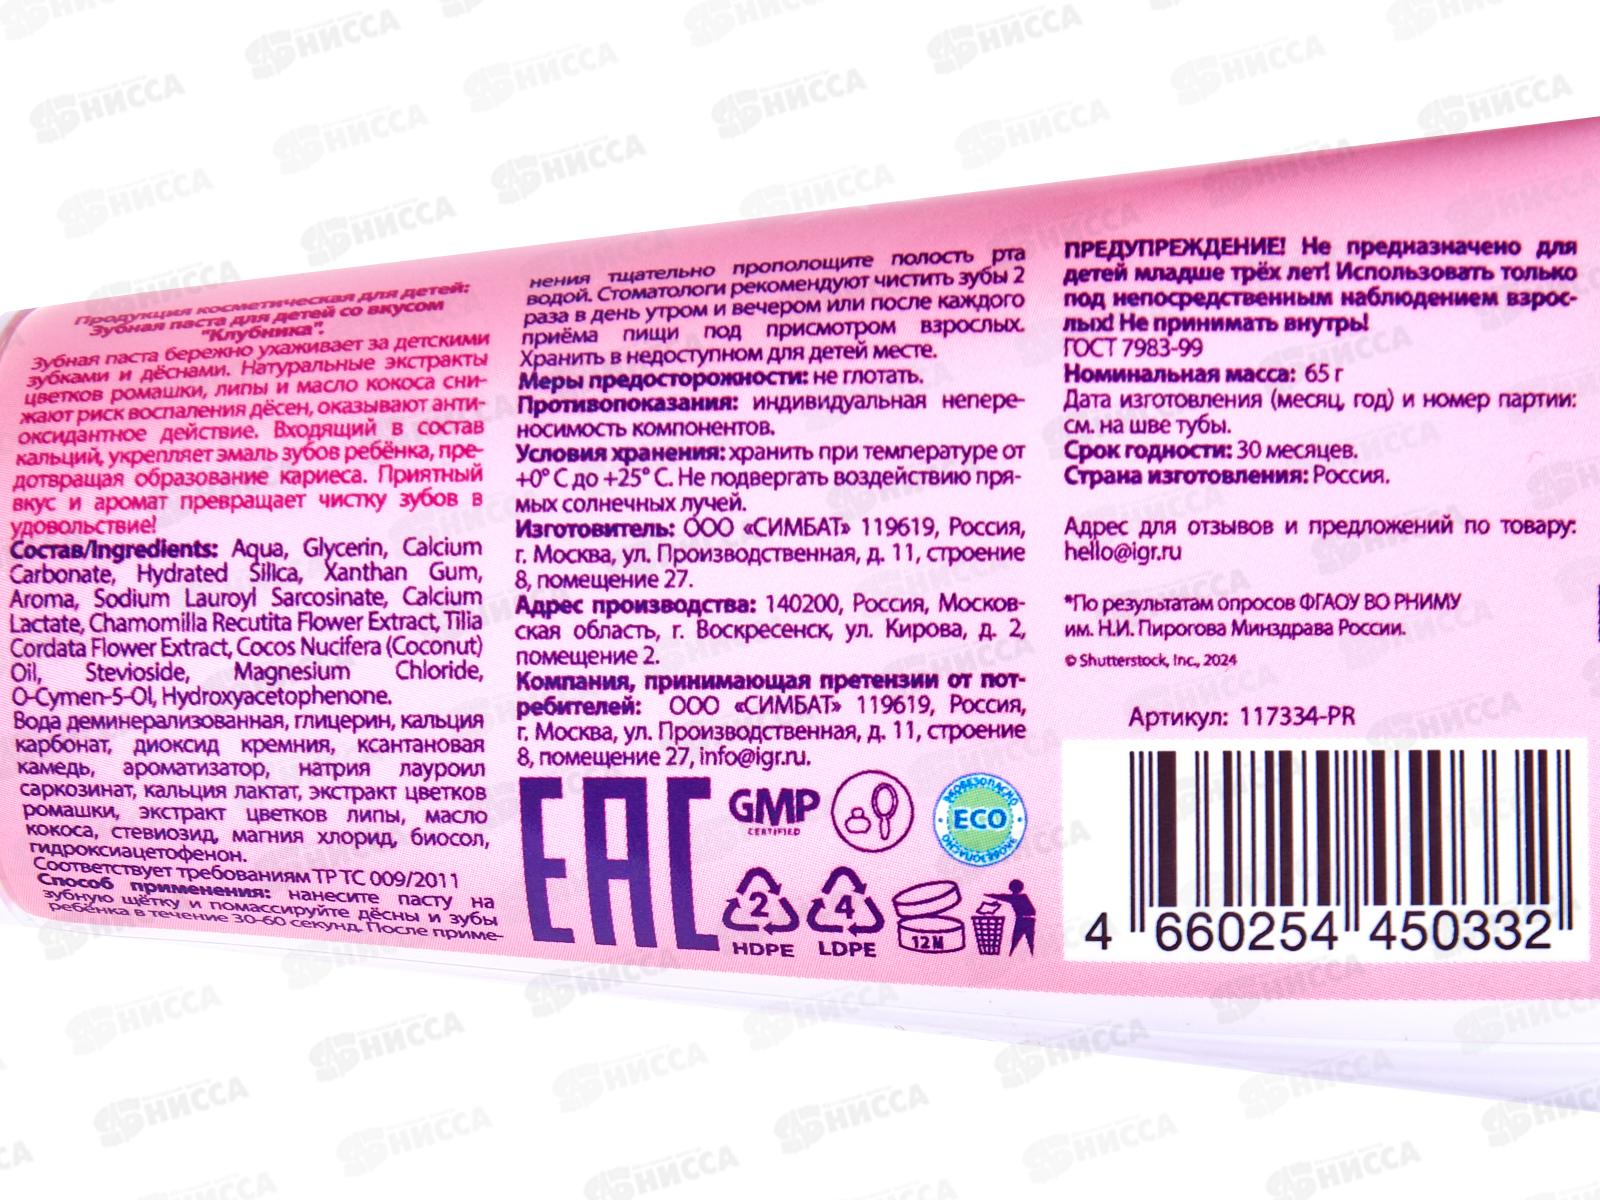 Продукция косметическая для детей:
Зубная паста для детей со вкусом
"Клубника".
Зубная паста бережно ухаживает за детскими
зубками и дёснами. Натуральные экстракты
цветков ромашки, липы и масло кокоса сни-
жают риск воспаления дёсен, оказывают анти-
оксидантное действие. Входящий в состав
кальций, укрепляет эмаль зубов ребёнка, пре-
дотвращая образование кариеса. Приятный
вкус и аромат превращает чистку зубов в
удовольствие!
Состав/Ingredients: Aqua, Glycerin, Calcium
Carbonate, Hydrated Silica, Xanthan Gum,
Aroma, Sodium Lauroyl Sarcosinate, Calcium
Lactate, Chamomilla Recutita Flower Extract, Tilia
Cordata Flower Extract, Cocos Nucifera (Coconut)
Oil, Stevioside, Magnesium Chloride,
O-Cymen-5-Ol, Hydroxyacetophenone.
Вода деминерализованная, глицерин, кальция
карбонат, диоксид кремния, ксантановая
камедь, ароматизатор, натрия лауроил
саркозинат, кальция лактат, экстракт цветков
ромашки, экстракт цветков липы, масло
кокоса, стевиозид, магния хлорид, биосол,
гидроксиацетофенон.
Соответствует требованиям ТР ТС 009/2011
Способ применения: нанесите пасту на
зубную щётку и помассируйте дёсны и зубы
ребёнка в течение 30-60 секунд. После приме-
нения тщательно прополощите полость рта
водой. Стоматологи рекомендуют чистить зубы 2
раза в день утром и вечером или после каждого
приёма пищи под присмотром взрослых.
Хранить в недоступном для детей месте.
Меры предосторожности: не глотать.
Противопоказания: индивидуальная непере-
носимость компонентов.
Условия хранения: хранить при температуре от
+0° С до +25° С. Не подвергать воздействию пря-
мых солнечных лучей.
Изготовитель: ООО «СИМБАТ» 119619, Россия,
г. Москва, ул. Производственная, д. 11, строение
8, помещение 27.
Адрес производства: 140200, Россия, Москов-
ская область, г. Воскресенск, ул. Кирова, д. 2,
помещение 2.
Компания, принимающая претензии от пот-
ребителей: ООО «СИМБАТ» 119619, Россия,
г. Москва, ул. Производственная, д. 11, строение
8, помещение 27, info@igr.ru.
EAC
GMP
CERTIFIED
ЭКОБЕЗОПАСНО
ECO
ЭКОБЕЗОПАСНО
2
HDPE
4
LDPE
12M
ПРЕДУПРЕЖДЕНИЕ! Не предназначено для
детей младше трёх лет! Использовать только
под непосредственным наблюдением взрос-
лых! Не принимать внутрь!
ГОСТ 7983-99
Номинальная масса: 65 г
Дата изготовления (месяц, год) и номер партии:
см. на шве тубы.
Срок годности: 30 месяцев.
Страна изготовления: Россия.
Адрес для отзывов и предложений по товару:
hello@igr.ru
*По результатам опросов ФГАОУ ВО РНИМУ
им. Н.И. Пирогова Минздрава России.
© Shutterstock, Inc., 2024
Артикул: 117334-PR
4 660254 450332
НИССА